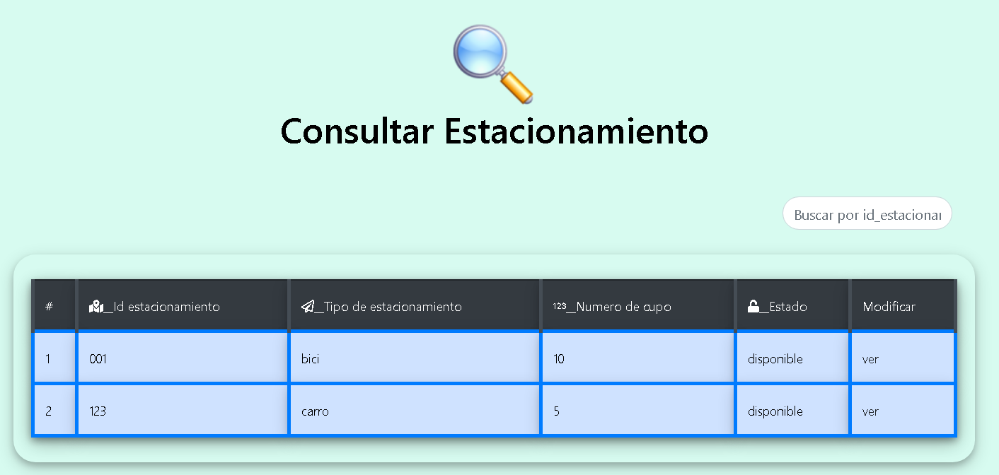 Consultar Estacionamiento
Buscar por id_estacionar
# __Id estacionamiento __Tipo de estacionamiento 123__Numero de cupo __Estado Modificar
1 001 bici 10 disponible ver
2 123 carro 5 disponible ver